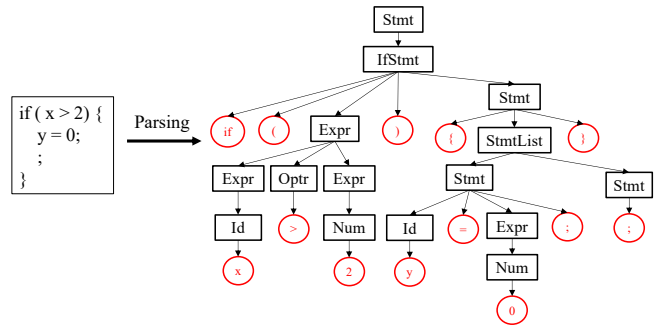 Stmt
IfStmt
if ( x > 2) {
y = 0;
;
}
Parsing
if ( Expr ) Stmt
{ StmtList }
Expr Optr Expr Stmt Stmt
Id > Num Id = Expr ; ;
x 2 y Num
0